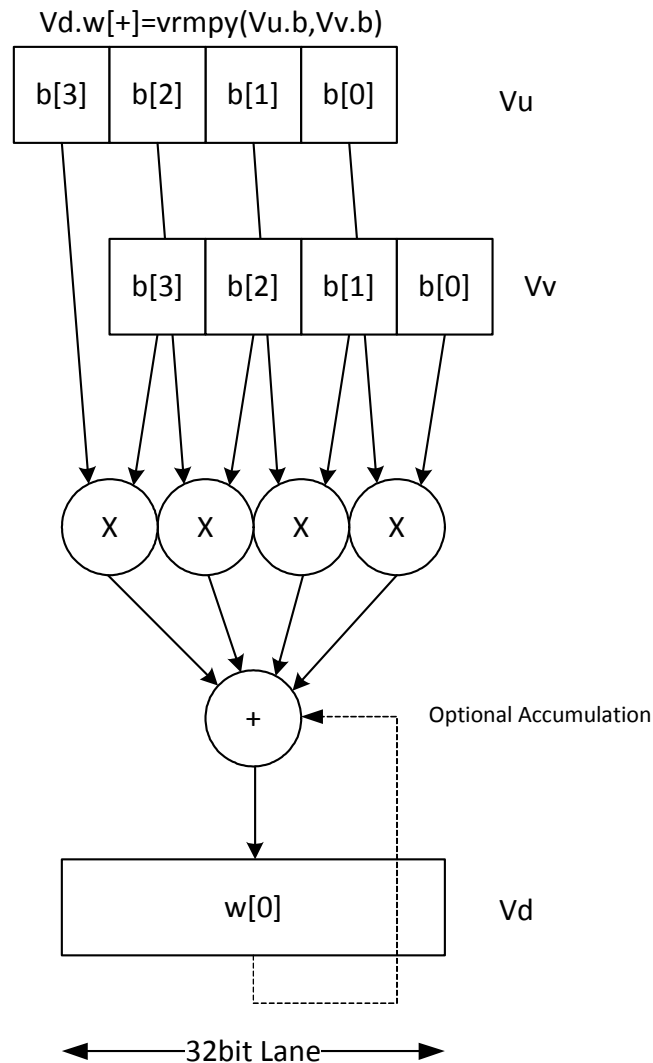 Vd.w[+]=vrmpy(Vu.b,Vv.b)
b[3] b[2] b[1] b[0] Vu
b[3] b[2] b[1] b[0] Vv
X X X X
+ Optional Accumulation
w[0] Vd
32bit Lane